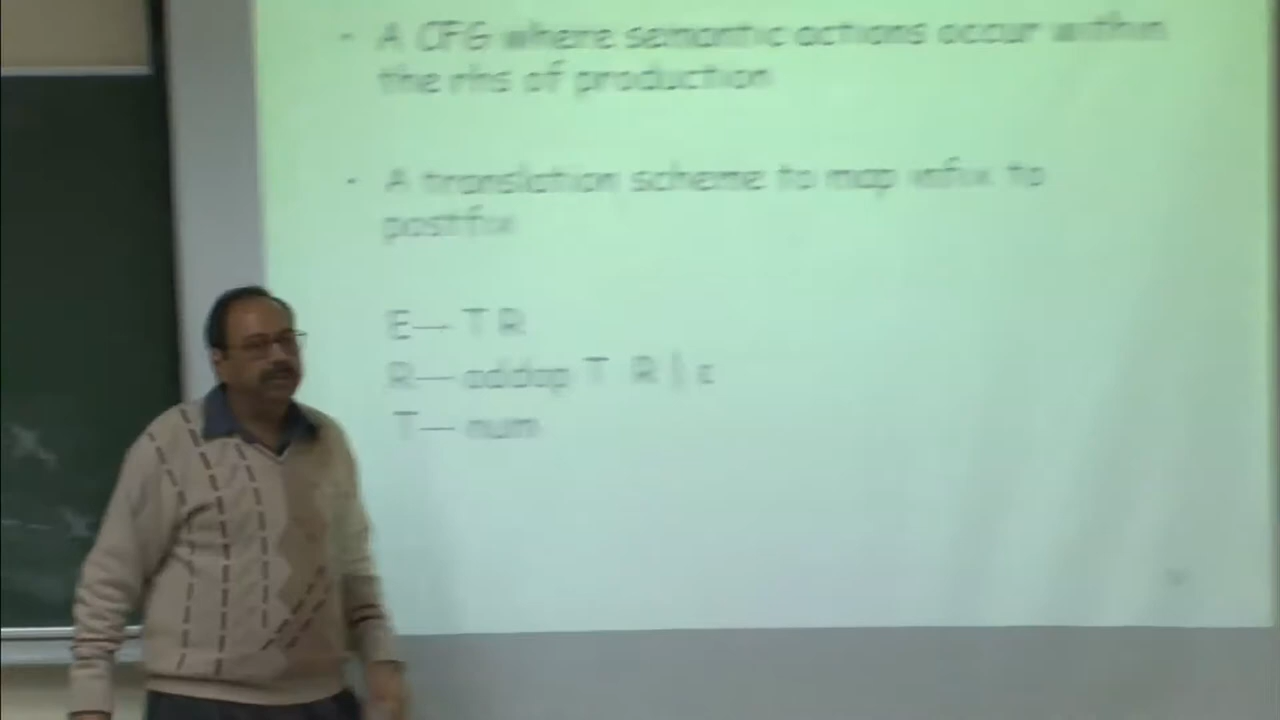 - A CFG where semantic actions occur within
the rhs of production
- A translation scheme to map infix to
postfix
E→ T R
R→ addop T R | ε
T→ num